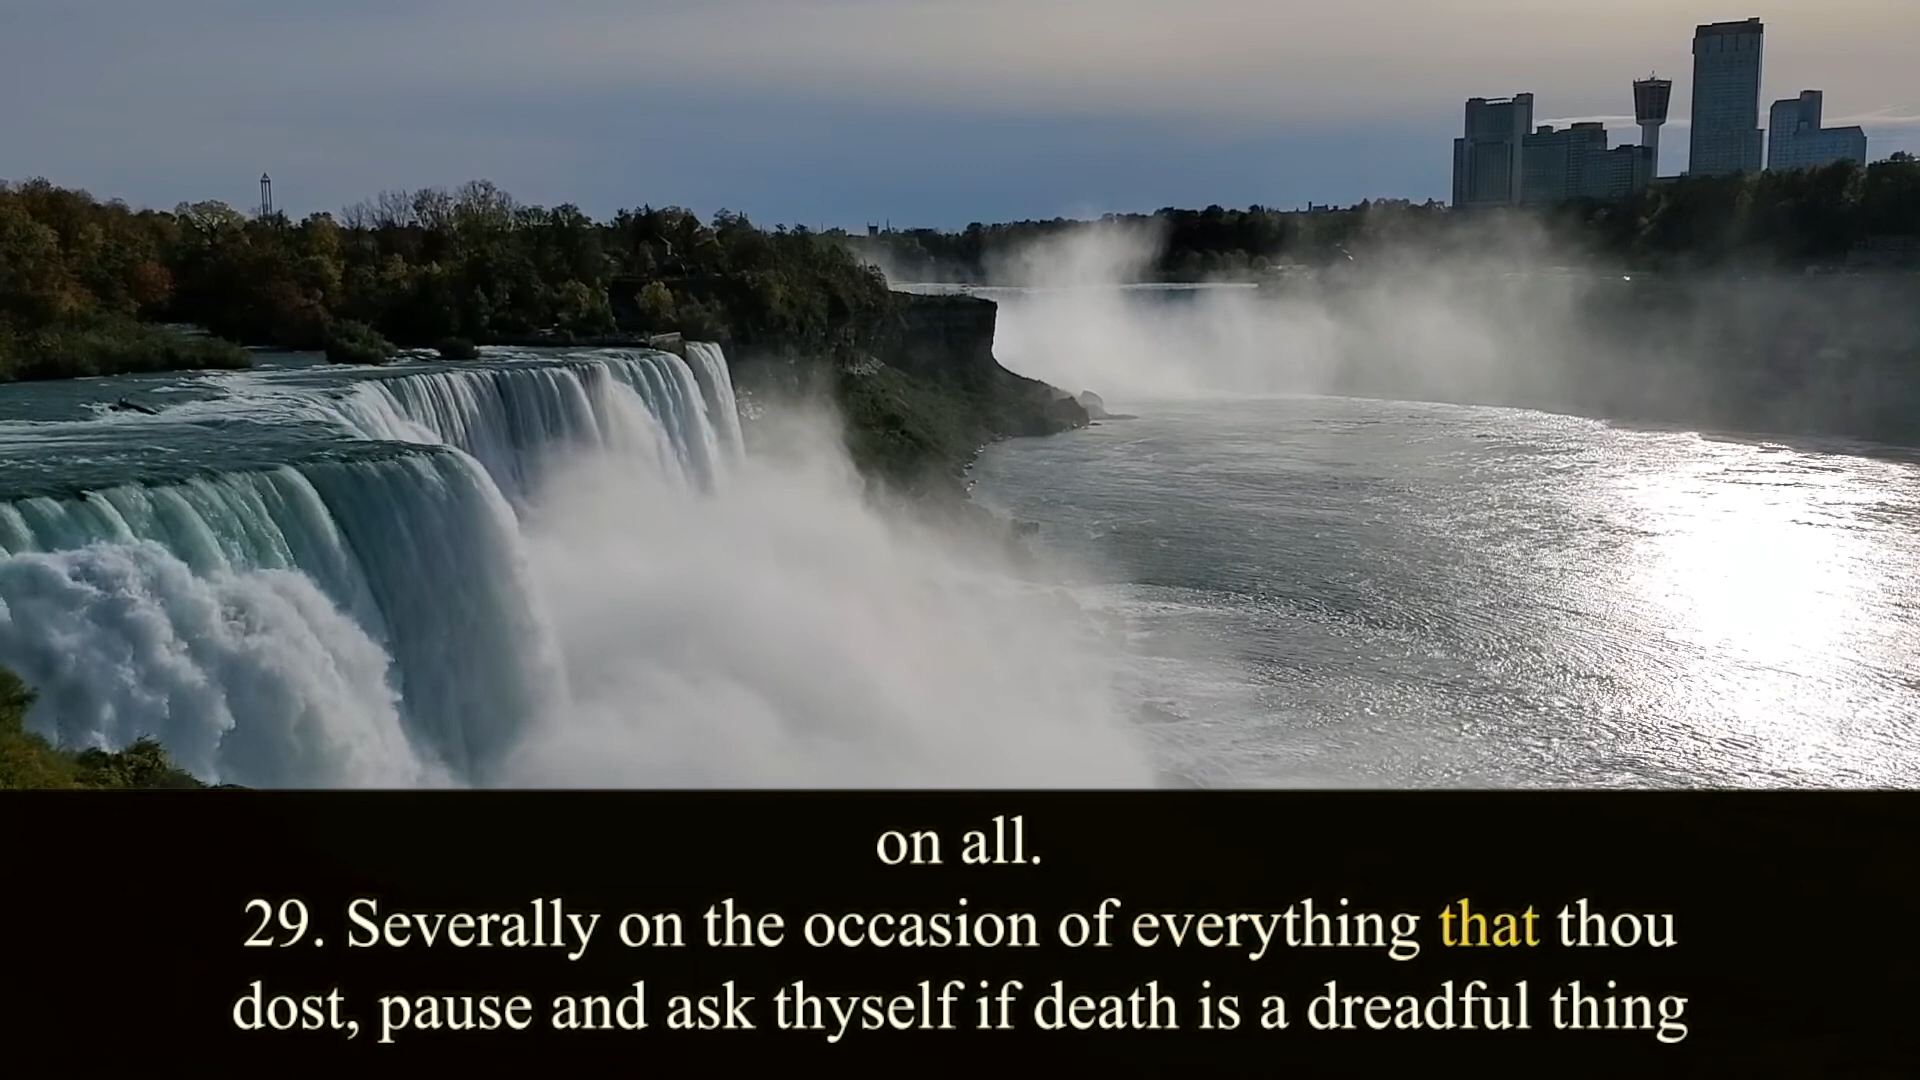 on all.
29. Severally on the occasion of everything that thou
dost, pause and ask thyself if death is a dreadful thing